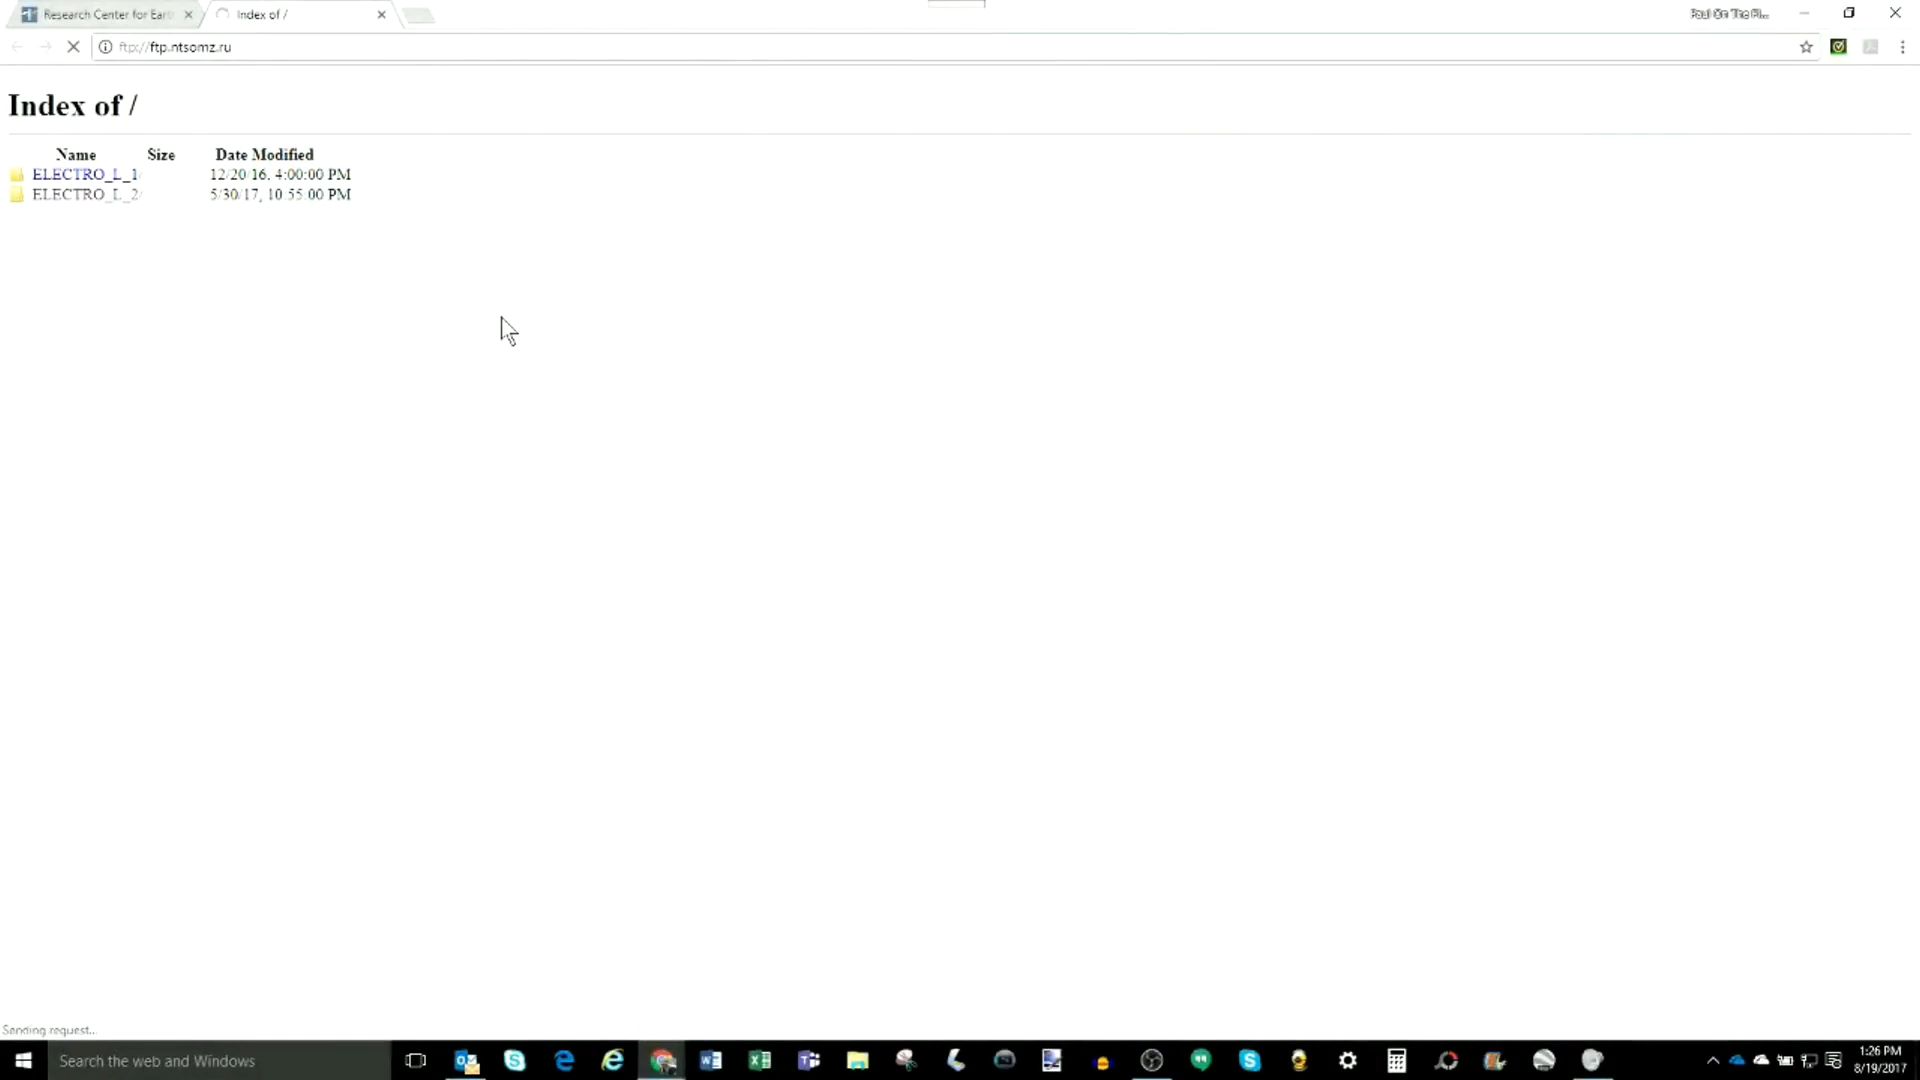 Research Center for Eart
Index of /
ftp://ftp.ntsomz.ru
Index of /
Name Size Date Modified
ELECTRO_L_1/ 12/20/16, 4:00:00 PM
ELECTRO_L_2/ 5/30/17, 10:55:00 PM
Sending request...
Search the web and Windows
1:26 PM
8/19/2017